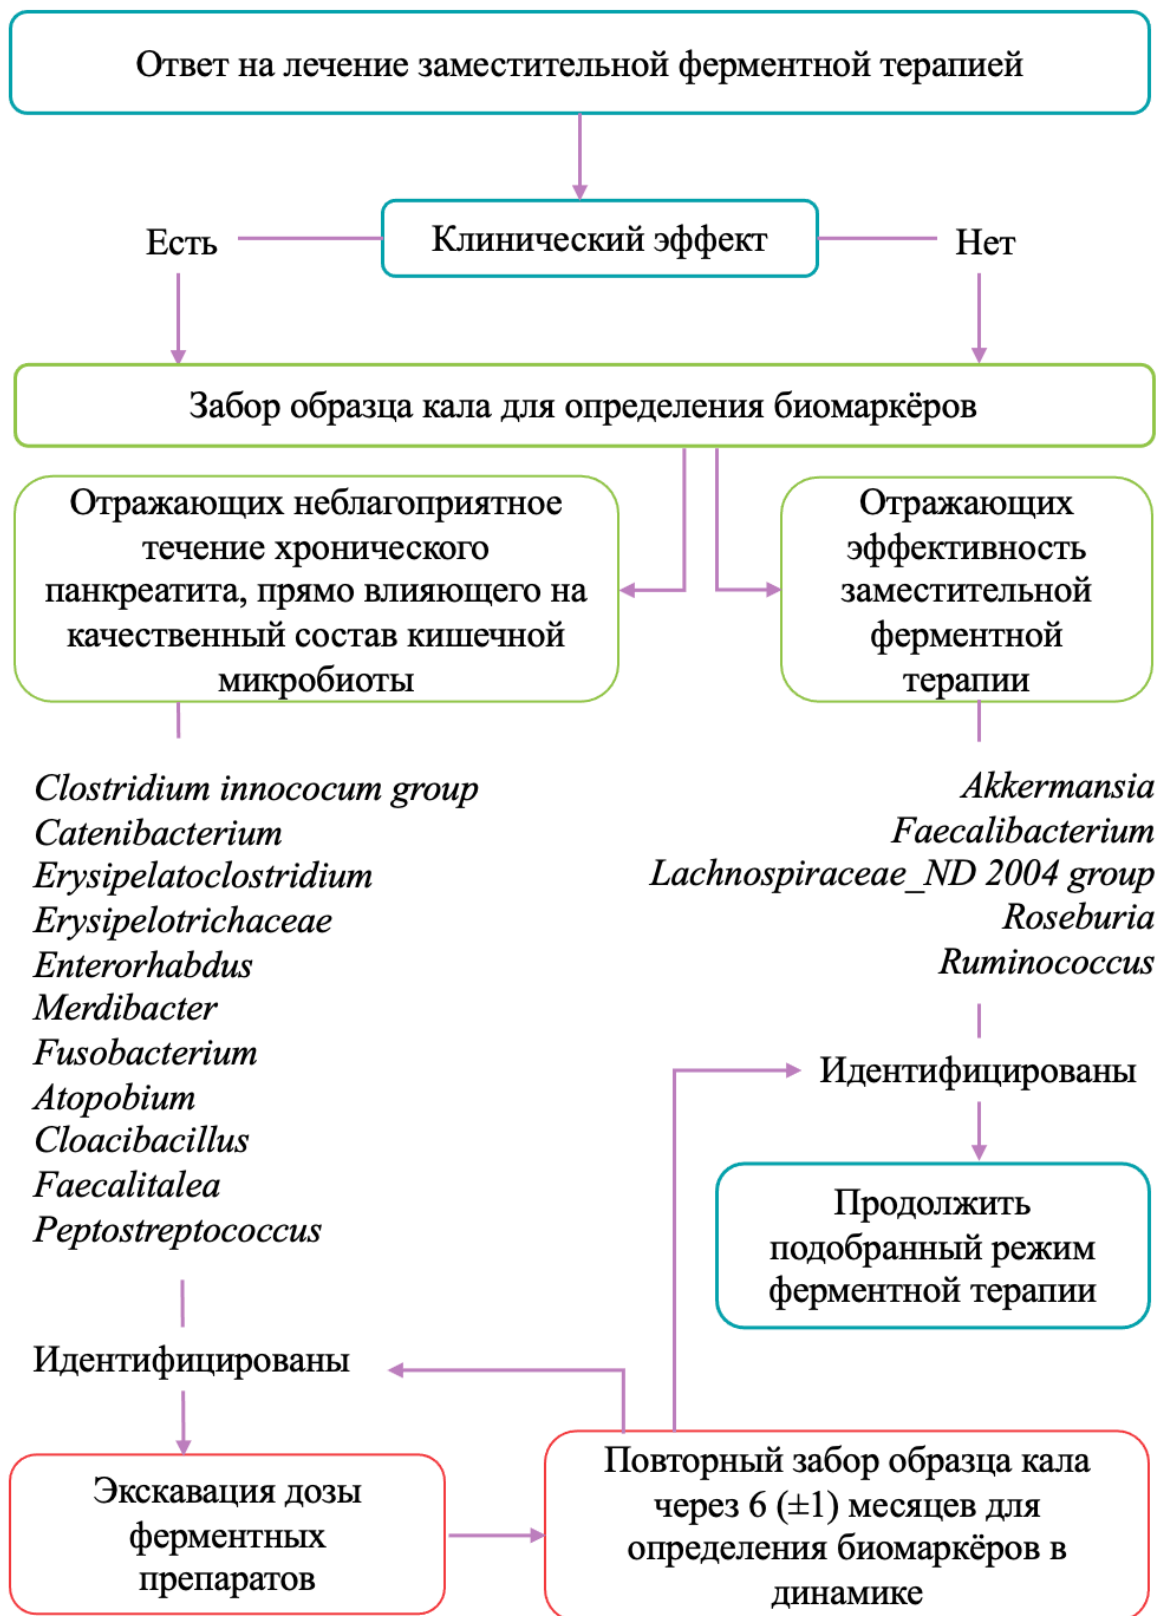 Ответ на лечение заместительной ферментной терапией
Есть
Клинический эффект
Нет
Забор образца кала для определения биомаркёров
Отражающих неблагоприятное
течение хронического
панкреатита, прямо влияющего на
качественный состав кишечной
микробиоты
Отражающих
эффективность
заместительной
ферментной
терапии
Clostridium innococum group
Catenibacterium
Erysipelatoclostridium
Erysipelotrichaceae
Enterorhabdus
Merdibacter
Fusobacterium
Atopobium
Cloacibacillus
Faecalitalea
Peptostreptococcus
Akkermansia
Faecalibacterium
Lachnospiraceae_ND 2004 group
Roseburia
Ruminococcus
Идентифицированы
Продолжить
подобранный режим
ферментной терапии
Идентифицированы
Экскавация дозы
ферментных
препаратов
Повторный забор образца кала
через 6 (±1) месяцев для
определения биомаркёров в
динамике